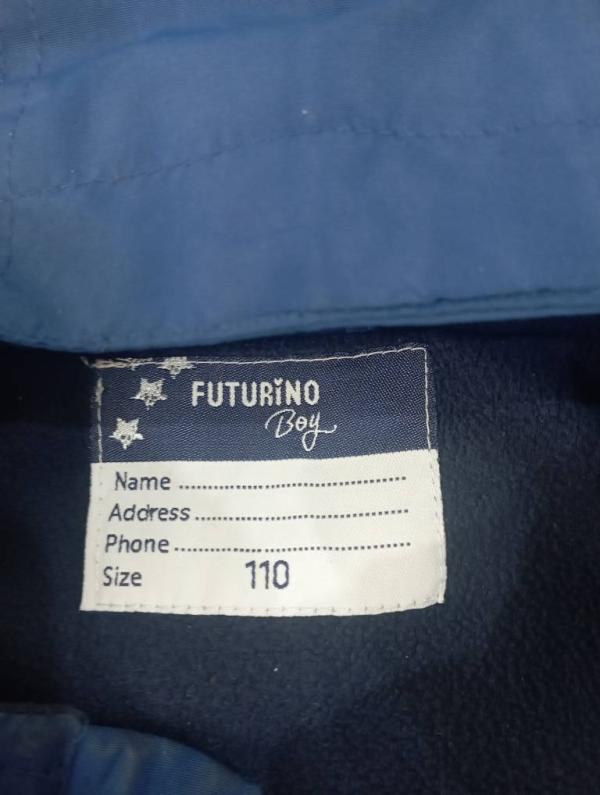 FUTURiNO
Boy
Name ........................................
Address ......................................
Phone .........................................
Size 110